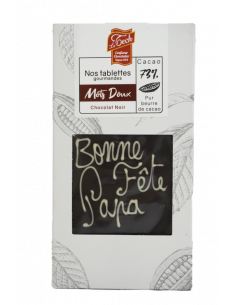 Cacao
Nos tablettes
gourmandes
73%
Mots Doux
Chocolat Noir
Pur
beurre
de cacao
Bonne
Fête
Papa